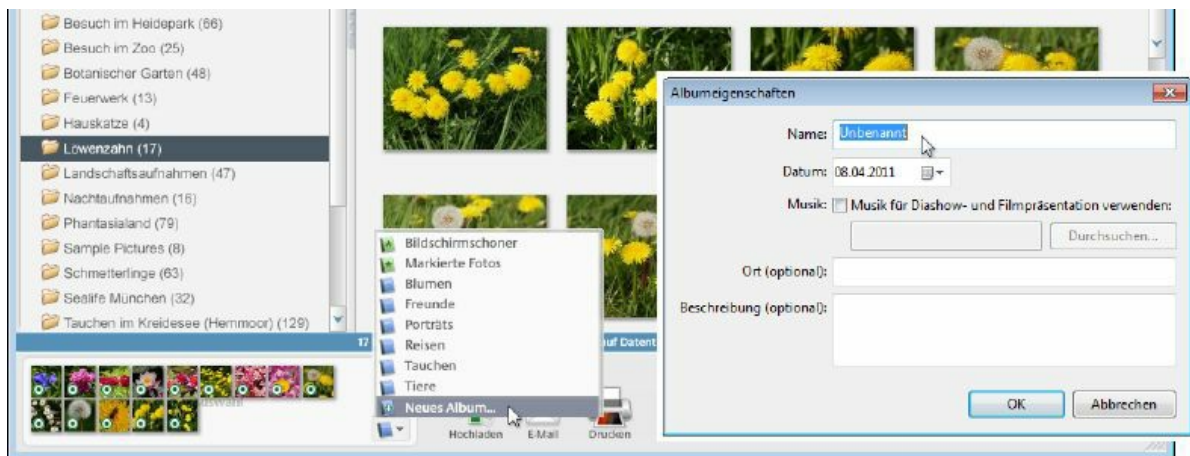 Besuch im Heidepark (66)
Besuch im Zoo (25)
Botanischer Garten (48)
Feuerwerk (13)
Hauskatze (4)
Löwenzahn (17)
Landschaftsaufnahmen (47)
Nachtaufnahmen (16)
Phantasialand (79)
Sample Pictures (8)
Schmetterlinge (63)
Sealife München (32)
Tauchen im Kreidesee (Hemmoor) (129)
17
Bildschirmschoner
Markierte Fotos
Blumen
Freunde
Porträts
Reisen
Tauchen
Tiere
Neues Album...
Hochladen
E-Mail
Drucken
Albumeigenschaften
Name: Unbenannt
Datum: 08.04.2011
Musik: Musik für Diashow- und Filmpräsentation verwenden:
Durchsuchen...
Ort (optional):
Beschreibung (optional):
OK
Abbrechen